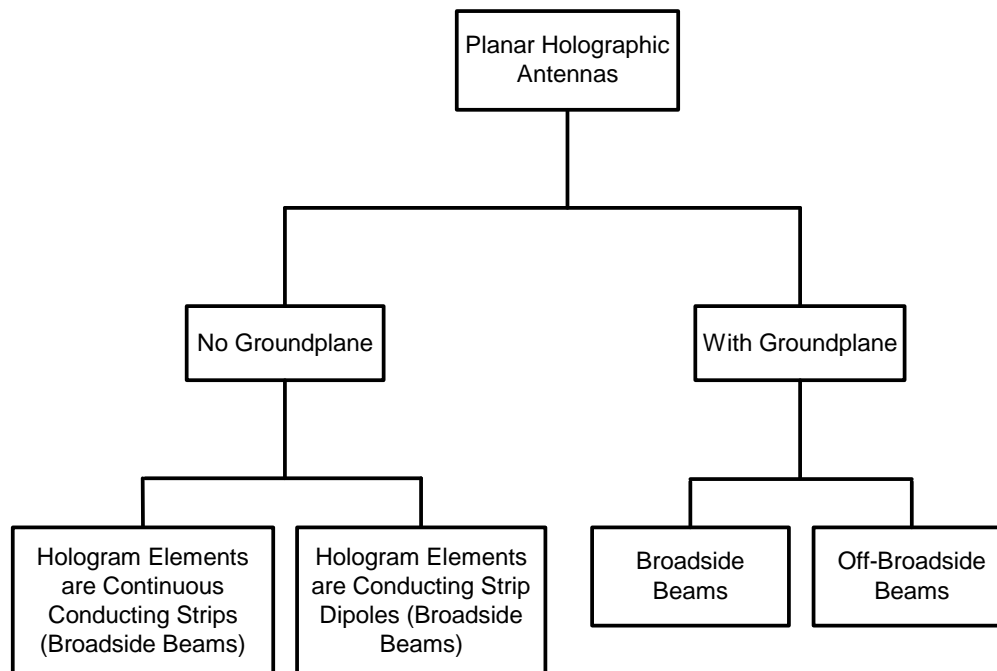 Planar Holographic
Antennas
No Groundplane
With Groundplane
Hologram Elements
are Continuous
Conducting Strips
(Broadside Beams)
Hologram Elements
are Conducting Strip
Dipoles (Broadside
Beams)
Broadside
Beams
Off-Broadside
Beams